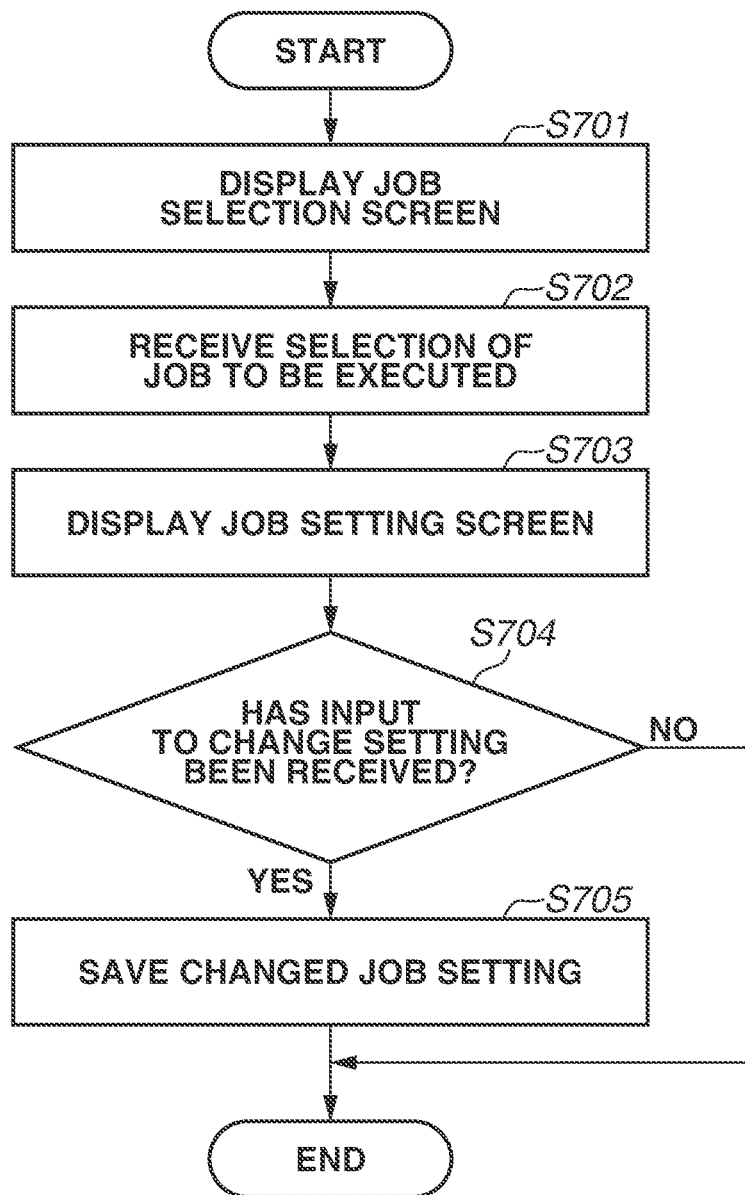 START
S701
DISPLAY JOB
SELECTION SCREEN
S702
RECEIVE SELECTION OF
JOB TO BE EXECUTED
S703
DISPLAY JOB SETTING SCREEN
S704
HAS INPUT
TO CHANGE SETTING
BEEN RECEIVED?
NO
YES
S705
SAVE CHANGED JOB SETTING
END